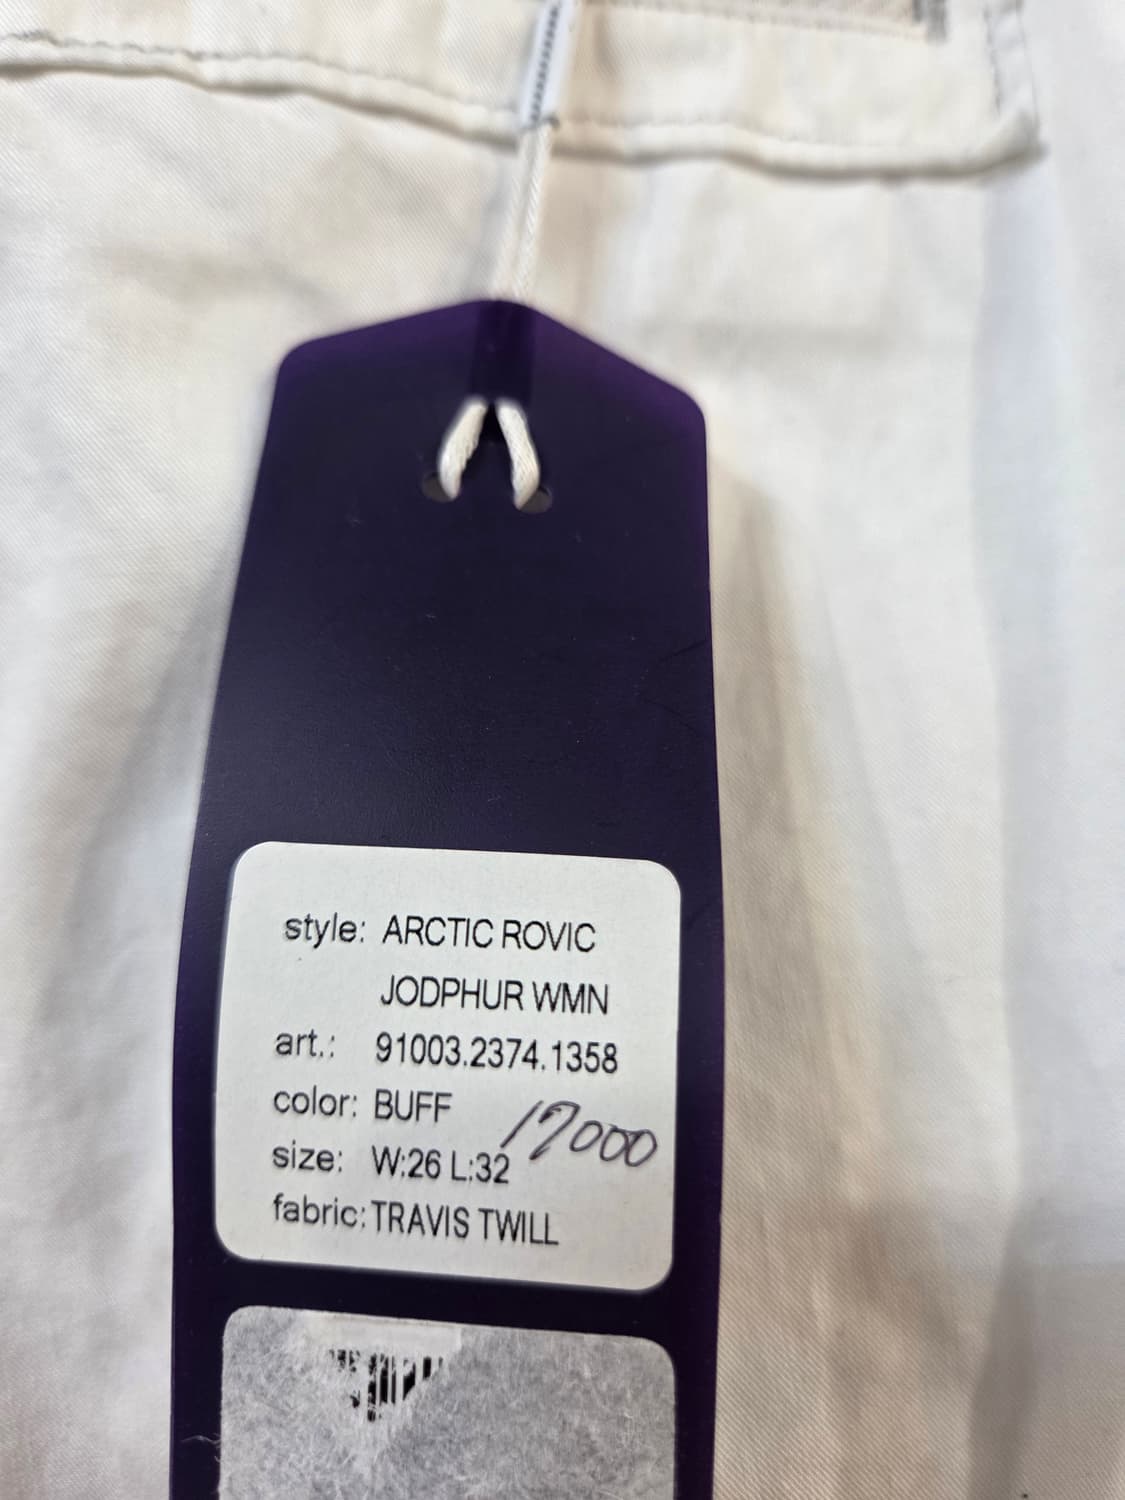 style: ARCTIC ROVIC
JODPHUR WMN
art.: 91003.2374.1358
color: BUFF
17000
size: W:26 L:32
fabric: TRAVIS TWILL